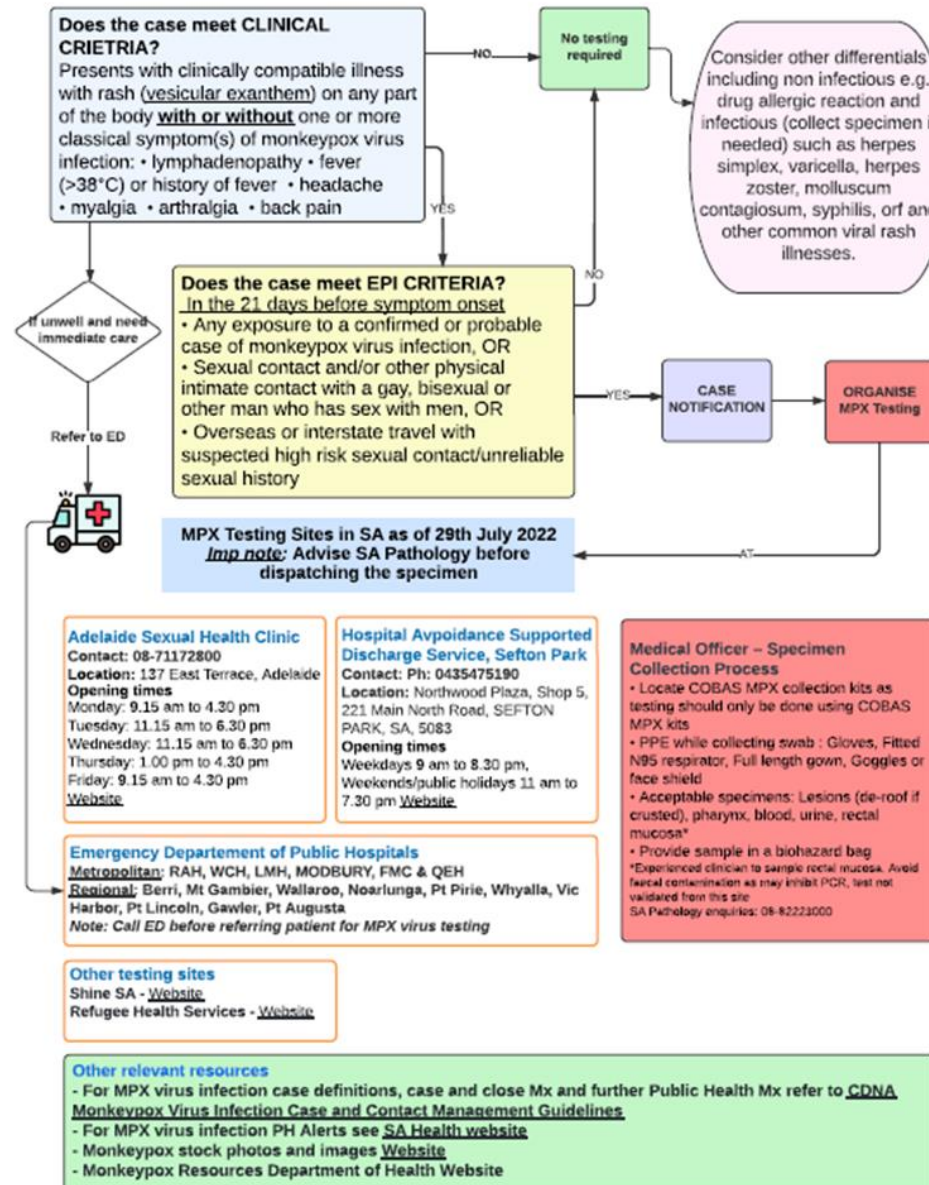 Does the case meet CLINICAL
CRIETRIA?
Presents with clinically compatible illness
with rash (vesicular exanthem) on any part
of the body with or without one or more
classical symptom(s) of monkeypox virus
infection: • lymphadenopathy • fever
(>38°C) or history of fever • headache
• myalgia • arthralgia • back pain
NO
No testing
required
Consider other differentials
including non infectious e.g.
drug allergic reaction and
infectious (collect specimen i
needed) such as herpes
simplex, varicella, herpes
zoster, molluscum
contagiosum, syphilis, orf and
other common viral rash
illnesses.
YES
NO
Does the case meet EPI CRITERIA?
In the 21 days before symptom onset
• Any exposure to a confirmed or probable
case of monkeypox virus infection, OR
• Sexual contact and/or other physical
intimate contact with a gay, bisexual or
other man who has sex with men, OR
• Overseas or interstate travel with
suspected high risk sexual contact/unreliable
sexual history
If unwell and need
immediate care
Refer to ED
YES
CASE
NOTIFICATION
ORGANISE
MPX Testing
AT
MPX Testing Sites in SA as of 29th July 2022
Imp note: Advise SA Pathology before
dispatching the specimen
Adelaide Sexual Health Clinic
Contact: 08-71172800
Location: 137 East Terrace, Adelaide
Opening times
Monday: 9.15 am to 4.30 pm
Tuesday: 11.15 am to 6.30 pm
Wednesday: 11.15 am to 6.30 pm
Thursday: 1.00 pm to 4.30 pm
Friday: 9.15 am to 4.30 pm
Website
Hospital Avpoidance Supported
Discharge Service, Sefton Park
Contact: Ph: 0435475190
Location: Northwood Plaza, Shop 5,
221 Main North Road, SEFTON
PARK, SA, 5083
Opening times
Weekdays 9 am to 8.30 pm,
Weekends/public holidays 11 am to
7.30 pm Website
Medical Officer – Specimen
Collection Process
• Locate COBAS MPX collection kits as
testing should only be done using COBAS
MPX kits
• PPE while collecting swab : Gloves, Fitted
N95 respirator, Full length gown, Goggles or
face shield
• Acceptable specimens: Lesions (de-roof if
crusted), pharynx, blood, urine, rectal
mucosa*
• Provide sample in a biohazard bag
*Experienced clinician to sample rectal mucosa. Avoid
faecal contamination as may inhibit PCR, test not
validated from this site
SA Pathology enquiries: 08-82223000
Emergency Departement of Public Hospitals
Metropolitan: RAH, WCH, LMH, MODBURY, FMC & QEH
Regional: Berri, Mt Gambier, Wallaroo, Noarlunga, Pt Pirie, Whyalla, Vic
Harbor, Pt Lincoln, Gawler, Pt Augusta
Note: Call ED before referring patient for MPX virus testing
Other testing sites
Shine SA - Website
Refugee Health Services - Website
Other relevant resources
- For MPX virus infection case definitions, case and close Mx and further Public Health Mx refer to CDNA
Monkeypox Virus Infection Case and Contact Management Guidelines
- For MPX virus infection PH Alerts see SA Health website
- Monkeypox stock photos and images Website
- Monkeypox Resources Department of Health Website